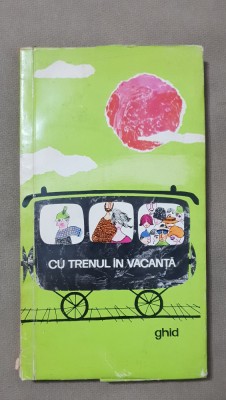 CU TRENUL ÎN VACANȚĂ
ghid